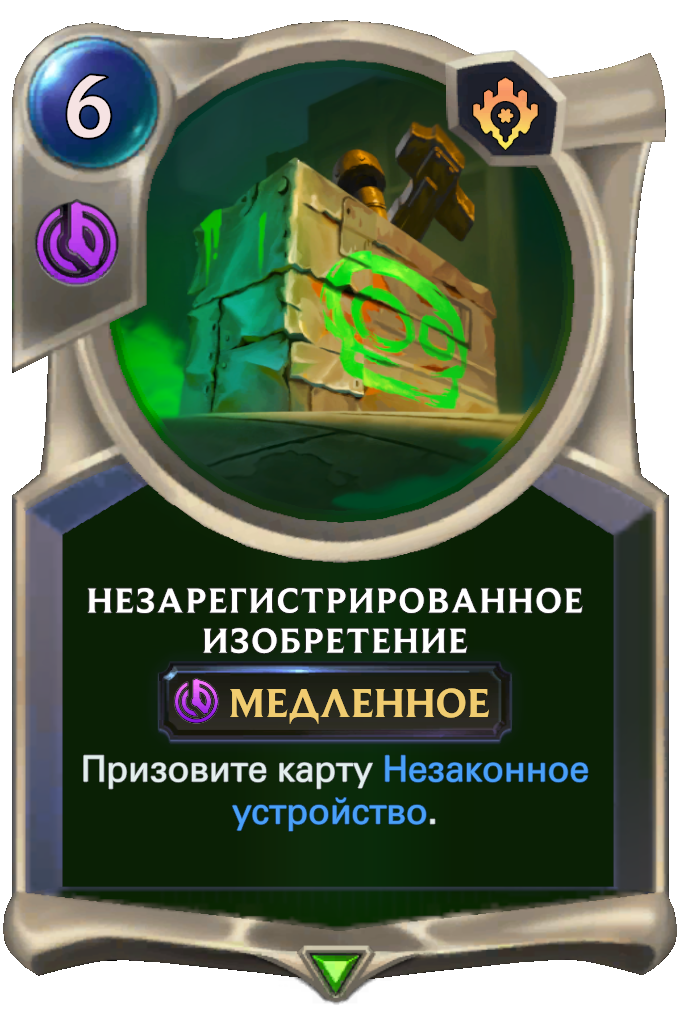 6
НЕЗАРЕГИСТРИРОВАННОЕ
ИЗОБРЕТЕНИЕ
МЕДЛЕННОЕ
Призовите карту Незаконное
устройство.